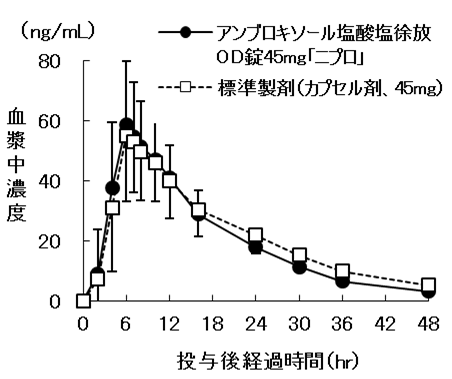 (ng/mL)
アンブロキソール塩酸塩徐放
OD錠45mg「ニプロ」
標準製剤(カプセル剤、45mg)
80
60
40
20
0
血漿中濃度
0 6 12 18 24 30 36 42 48
投与後経過時間(hr)